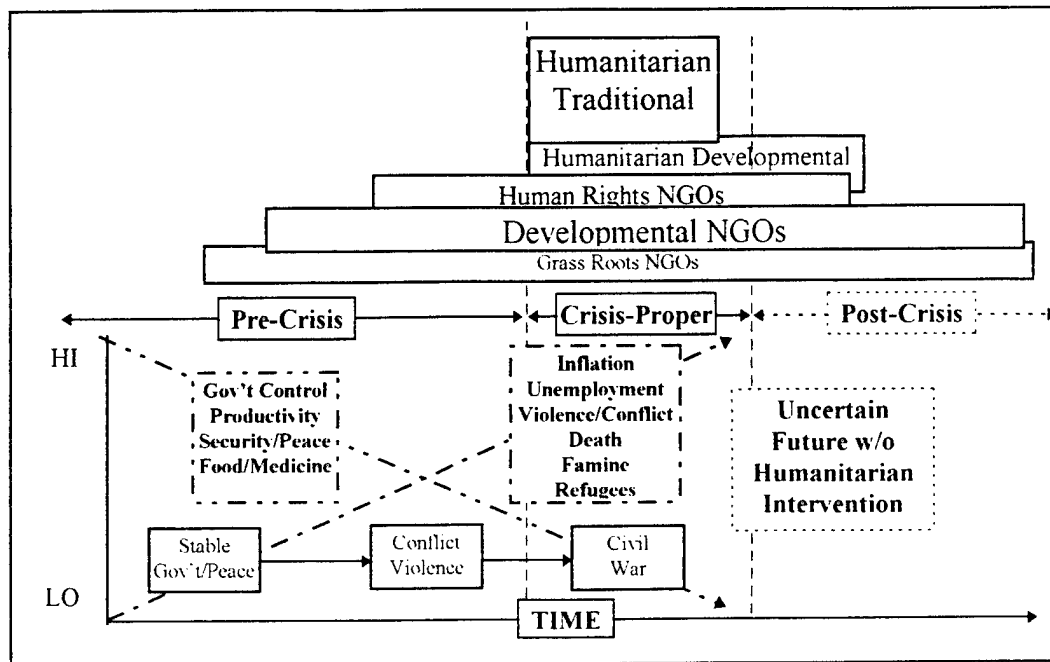 Humanitarian
Traditional
Humanitarian Developmental
Human Rights NGOs
Developmental NGOs
Grass Roots NGOs
Pre-Crisis
Crisis-Proper
Post-Crisis
HI
Gov't Control
Productivity
Security/Peace
Food/Medicine
Inflation
Unemployment
Violence/Conflict
Death
Famine
Refugees
Uncertain
Future w/o
Humanitarian
Intervention
Stable
Gov't/Peace
Conflict
Violence
Civil
War
LO
TIME